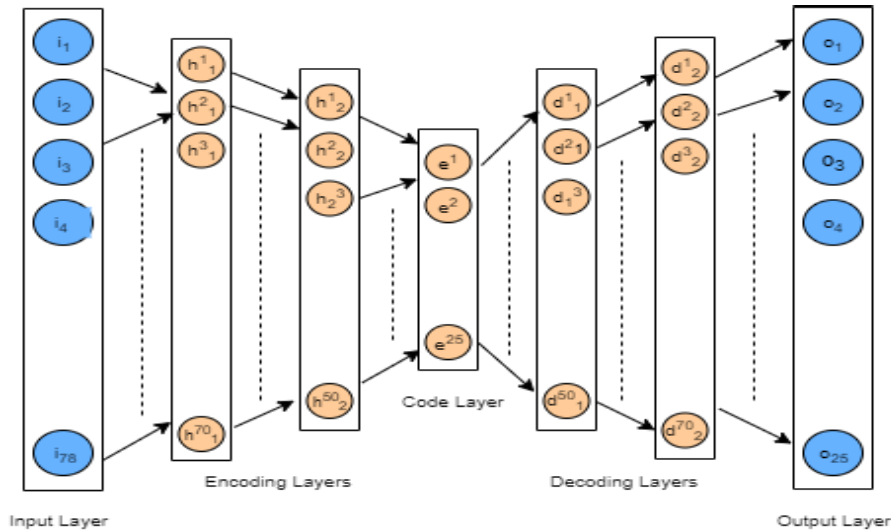 i₁
i₂
i₃
i₄
i₇₈
Input Layer
h¹₁
h²₁
h³₁
h⁷⁰₁
h¹₂
h²₂
h₂³
h⁵⁰₂
Encoding Layers
e¹
e²
e²⁵
Code Layer
d¹₁
d²1
d₁³
d⁵⁰₁
d¹₂
d²₂
d³₂
d⁷⁰₂
Decoding Layers
o₁
o₂
O₃
o₄
o₂₅
Output Layer